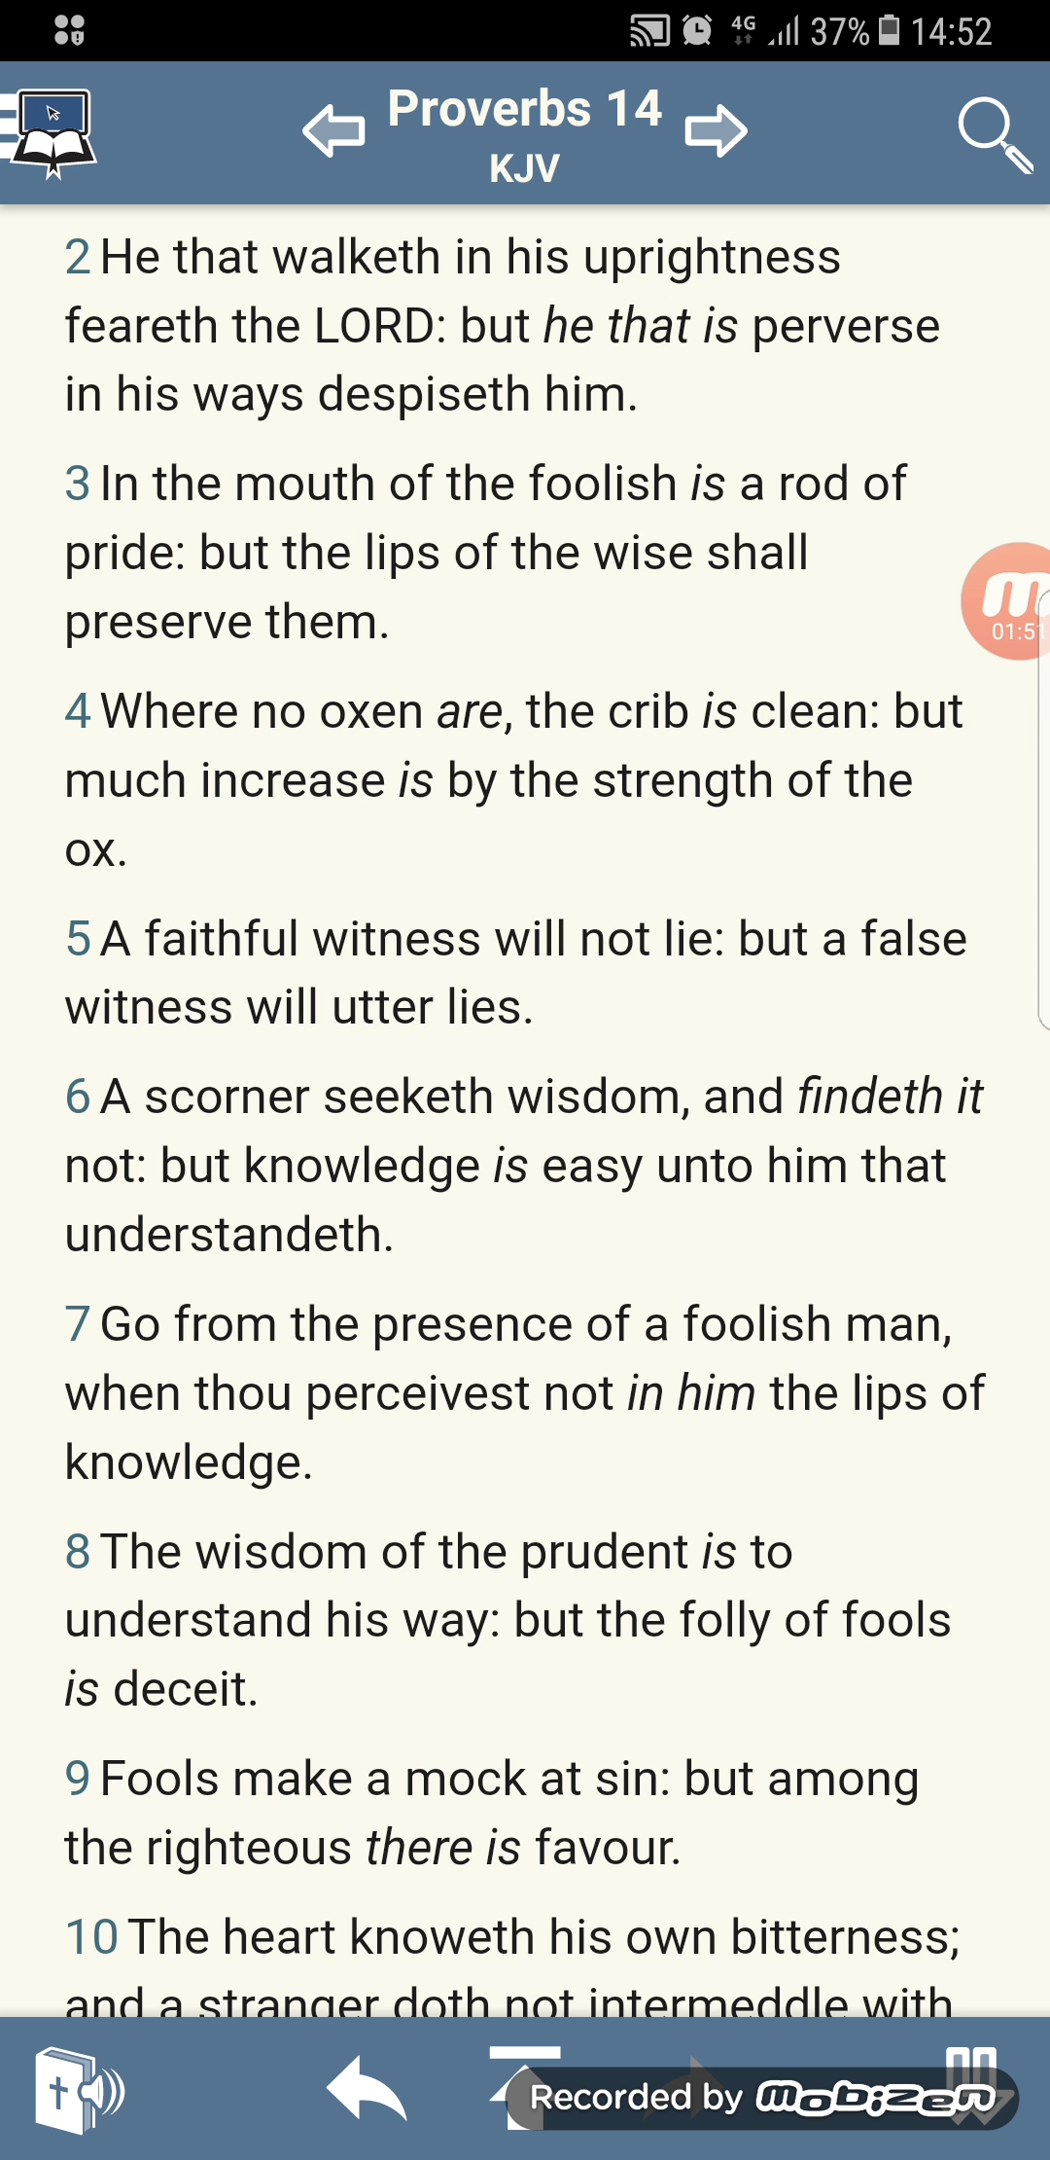 4G 37% 14:52
Proverbs 14
KJV
2 He that walketh in his uprightness
feareth the LORD: but he that is perverse
in his ways despiseth him.
3 In the mouth of the foolish is a rod of
pride: but the lips of the wise shall
preserve them.
01:51
4 Where no oxen are, the crib is clean: but
much increase is by the strength of the
ox.
5 A faithful witness will not lie: but a false
witness will utter lies.
6 A scorner seeketh wisdom, and findeth it
not: but knowledge is easy unto him that
understandeth.
7 Go from the presence of a foolish man,
when thou perceivest not in him the lips of
knowledge.
8 The wisdom of the prudent is to
understand his way: but the folly of fools
is deceit.
9 Fools make a mock at sin: but among
the righteous there is favour.
10 The heart knoweth his own bitterness;
and a stranger doth not intermeddle with
Recorded by mobizen